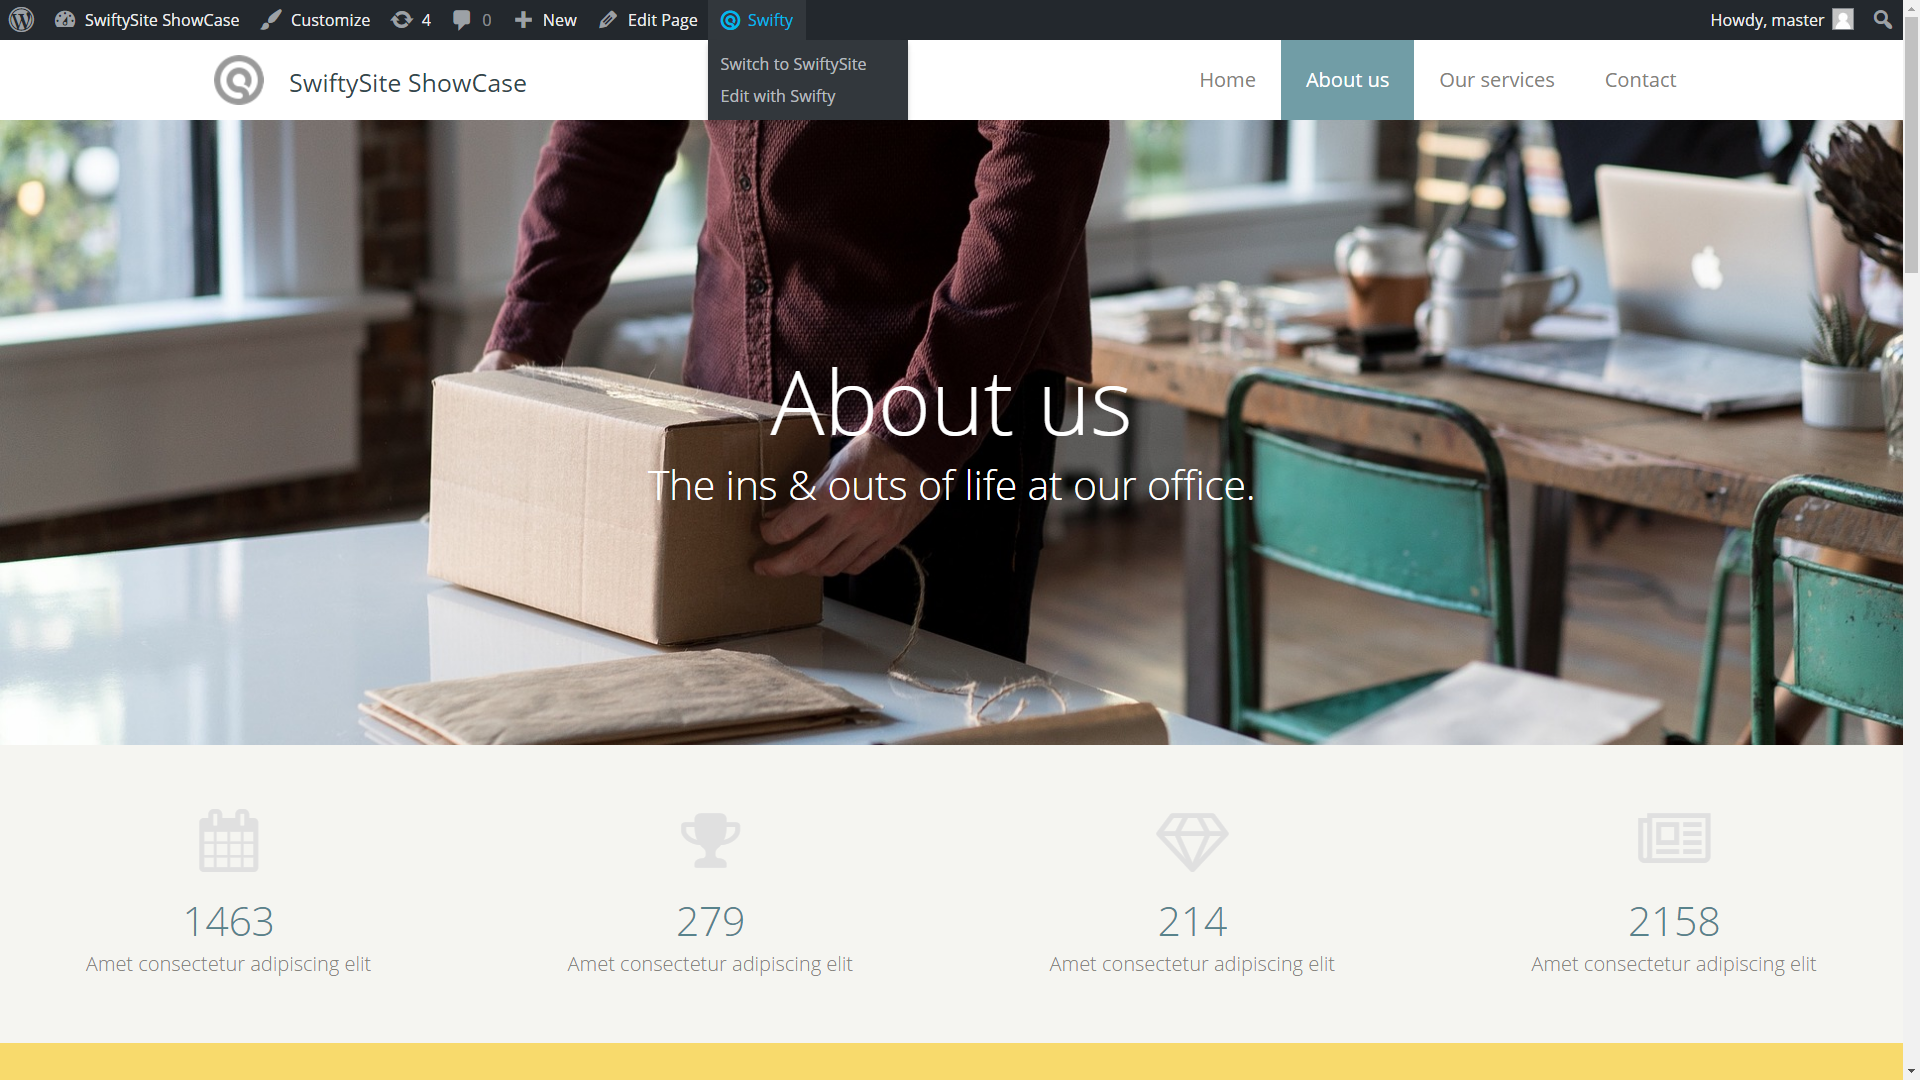 SwiftySite ShowCase Customize 4 0 New Edit Page Swifty Howdy, master
Switch to SwiftySite
Edit with Swifty
SwiftySite ShowCase
Home About us Our services Contact
About us
The ins & outs of life at our office.
1463 279 214 2158
Amet consectetur adipiscing elit Amet consectetur adipiscing elit Amet consectetur adipiscing elit Amet consectetur adipiscing elit